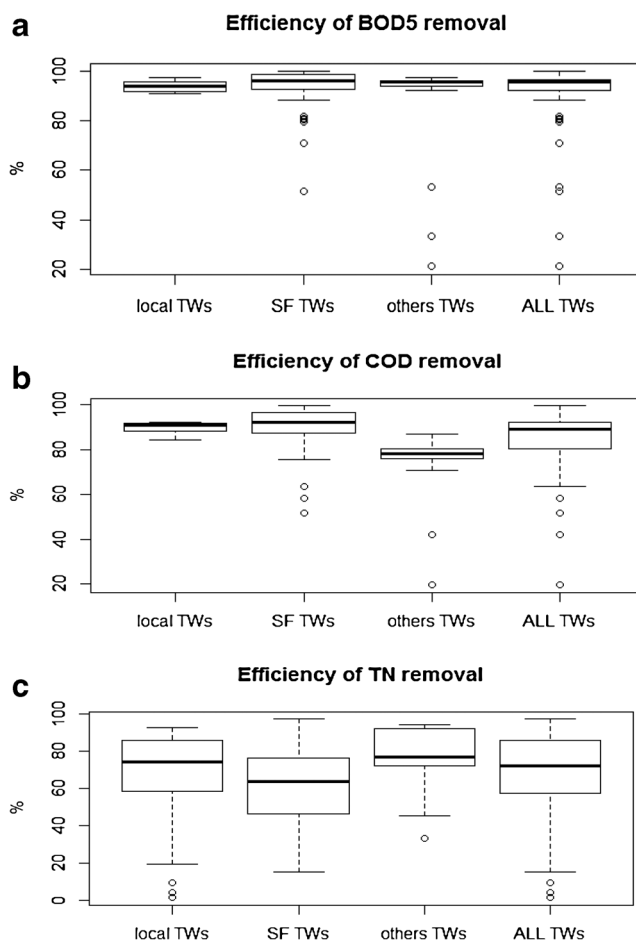 a
Efficiency of BOD5 removal
100
80
60
40
20
%
local TWs SF TWs others TWs ALL TWs
b
Efficiency of COD removal
100
80
60
40
20
%
local TWs SF TWs others TWs ALL TWs
c
Efficiency of TN removal
100
80
60
40
20
0
%
local TWs SF TWs others TWs ALL TWs